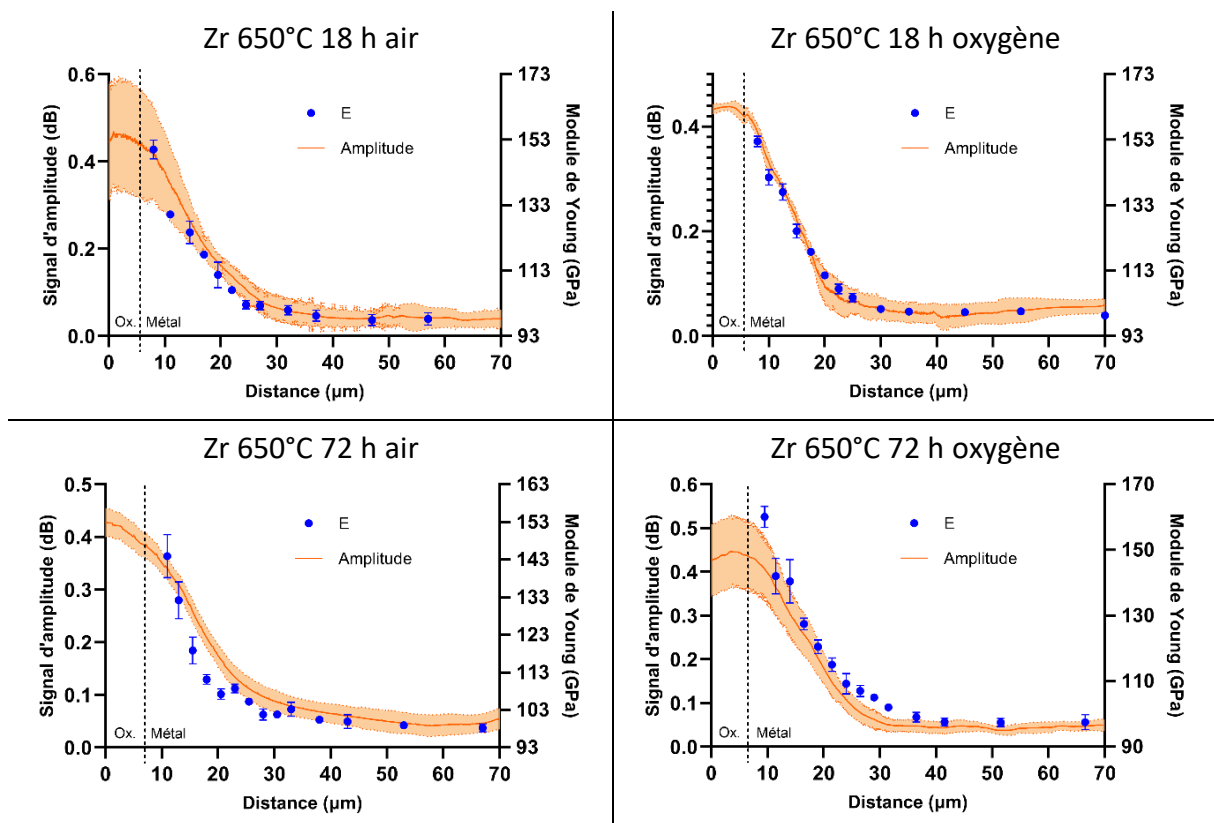 Zr 650°C 18 h air
0.6
0.4
0.2
0.0
Signal d'amplitude (dB)
173
153
133
113
93
Module de Young (GPa)
E
Amplitude
Ox.
Métal
0 10 20 30 40 50 60 70
Distance (µm)
Zr 650°C 18 h oxygène
0.4
0.2
0.0
Signal d'amplitude (dB)
173
153
133
113
93
Module de Young (GPa)
E
Amplitude
Ox.
Métal
0 10 20 30 40 50 60 70
Distance (µm)
Zr 650°C 72 h air
0.5
0.4
0.3
0.2
0.1
0.0
Signal d'amplitude (dB)
163
153
143
133
123
113
103
93
Module de Young (GPa)
E
Amplitude
Ox.
Métal
0 10 20 30 40 50 60 70
Distance (µm)
Zr 650°C 72 h oxygène
0.6
0.5
0.4
0.3
0.2
0.1
0.0
Signal d'amplitude (dB)
170
150
130
109
90
Module de Young (GPa)
E
Amplitude
Ox.
Métal
0 10 20 30 40 50 60 70
Distance (µm)